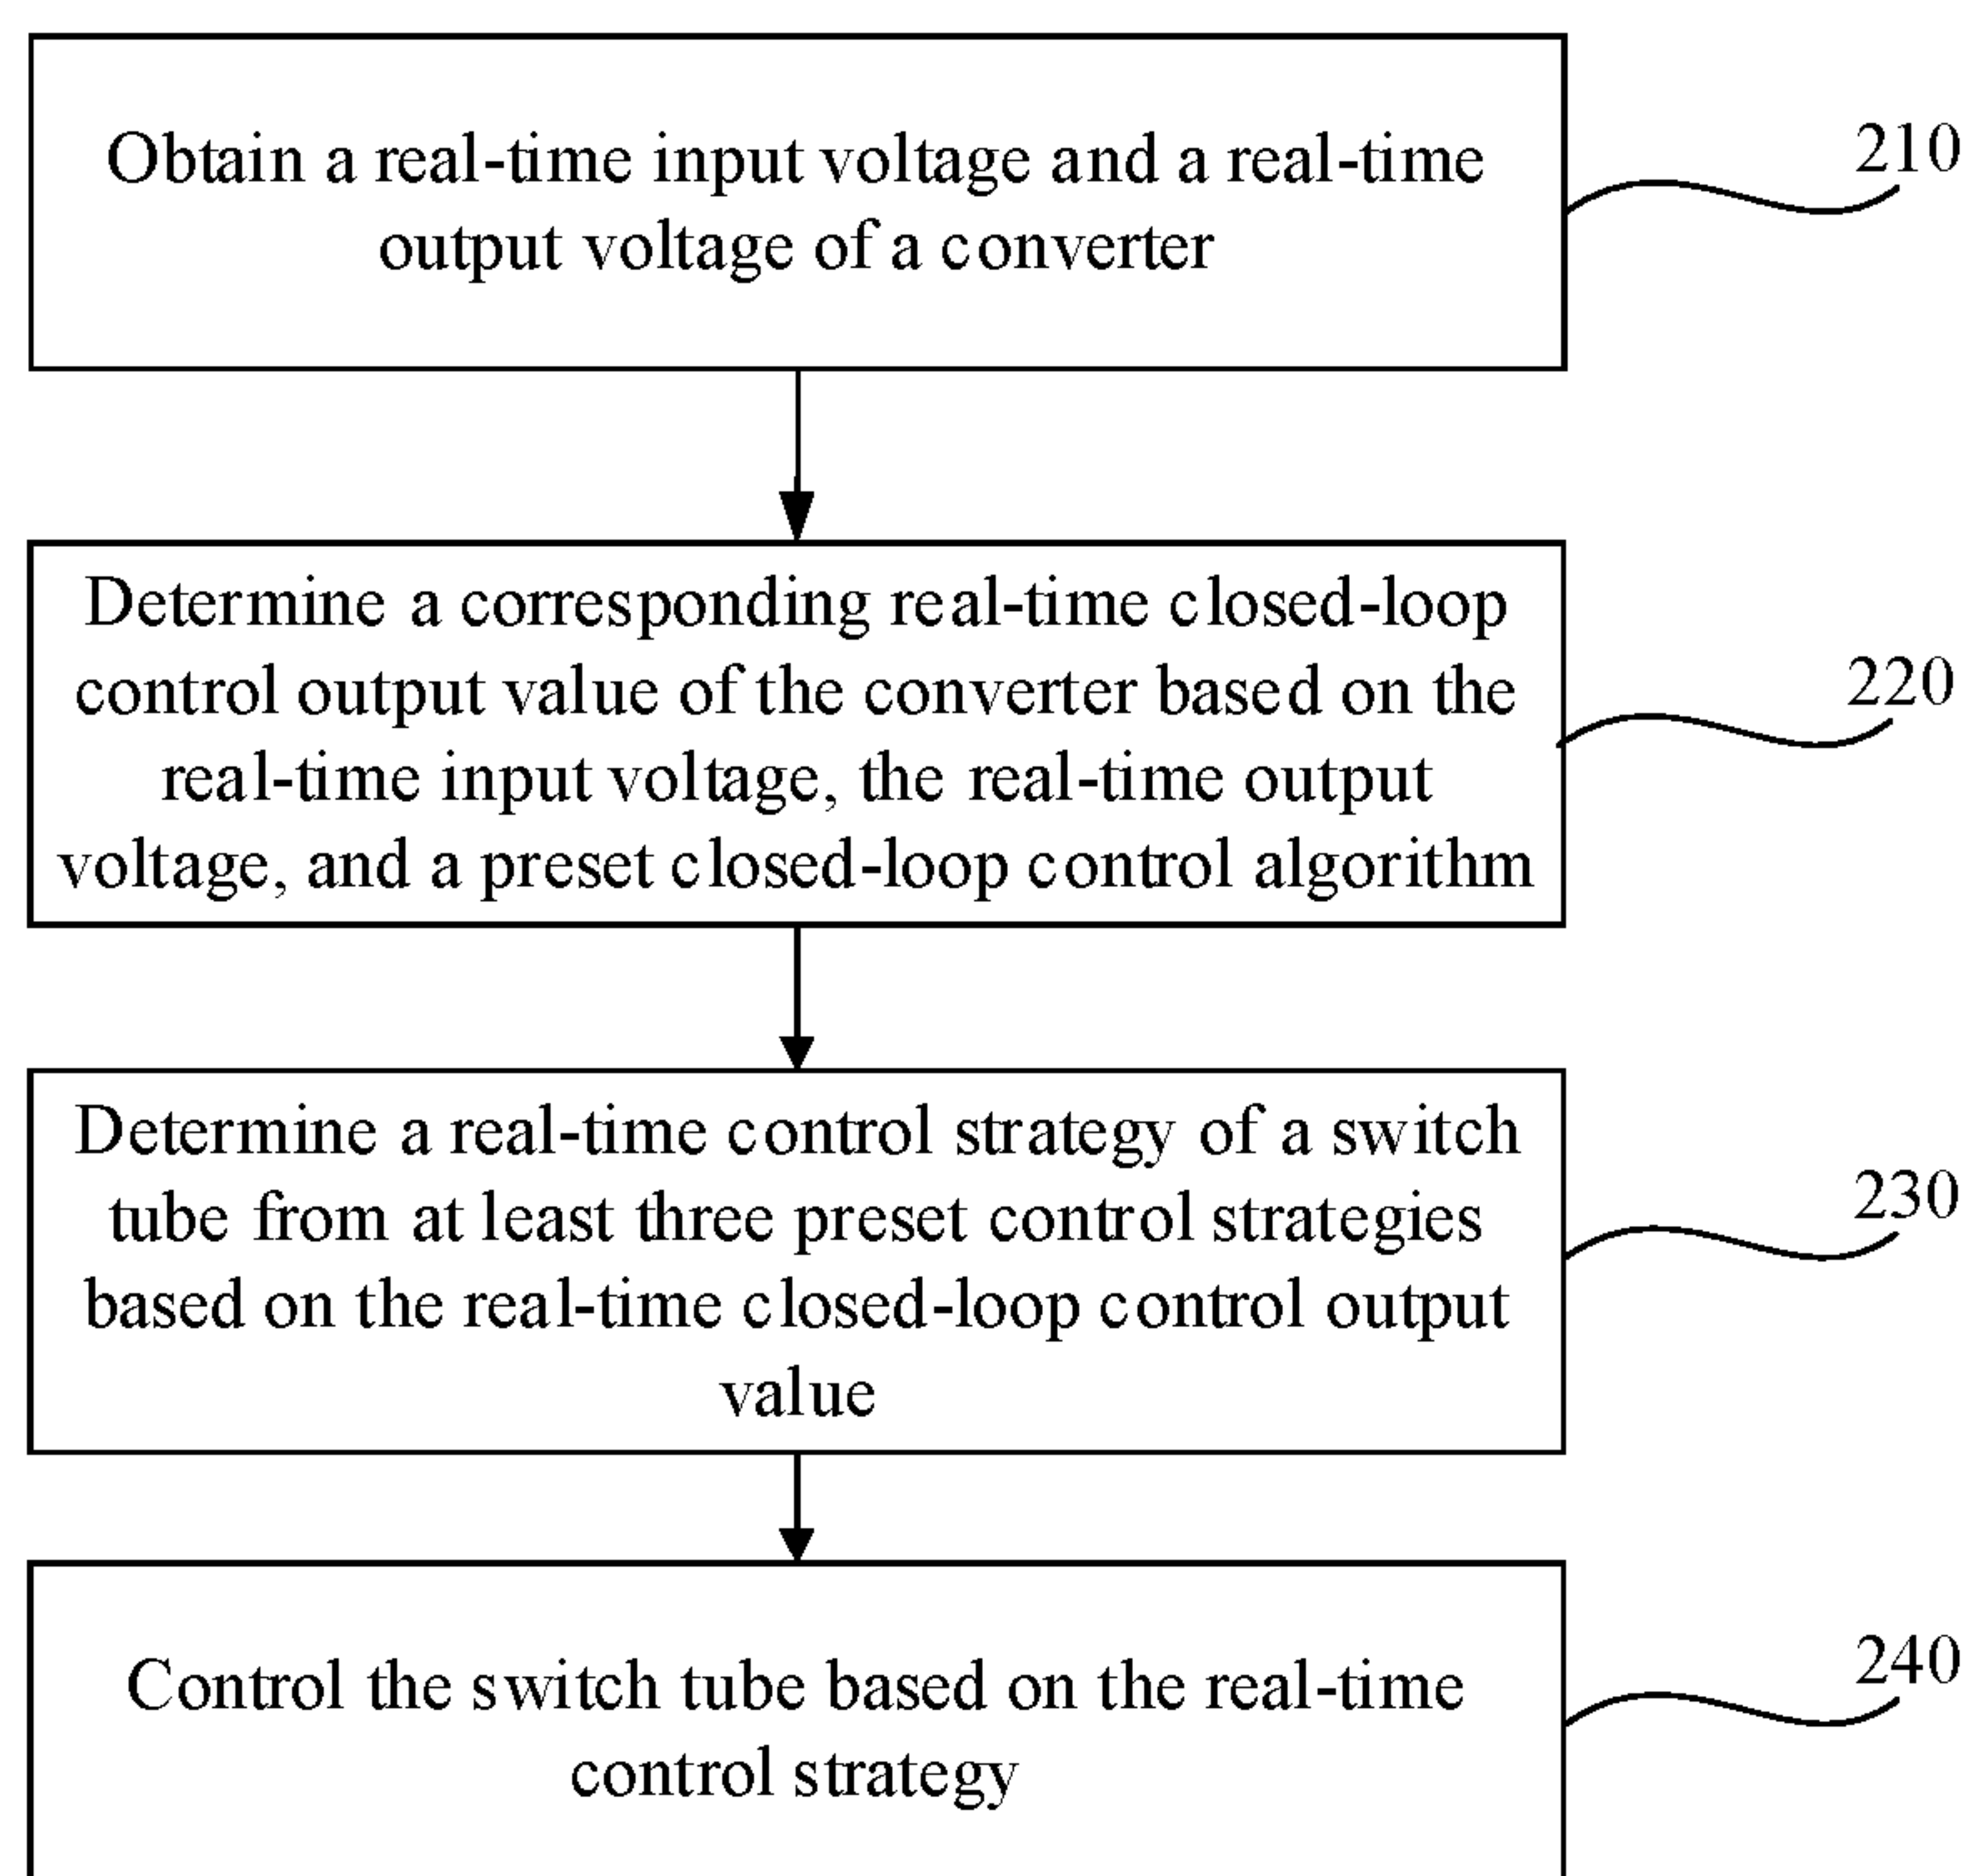 Obtain a real-time input voltage and a real-time
output voltage of a converter
210
Determine a corresponding real-time closed-loop
control output value of the converter based on the
real-time input voltage, the real-time output
voltage, and a preset closed-loop control algorithm
220
Determine a real-time control strategy of a switch
tube from at least three preset control strategies
based on the real-time closed-loop control output
value
230
Control the switch tube based on the real-time
control strategy
240